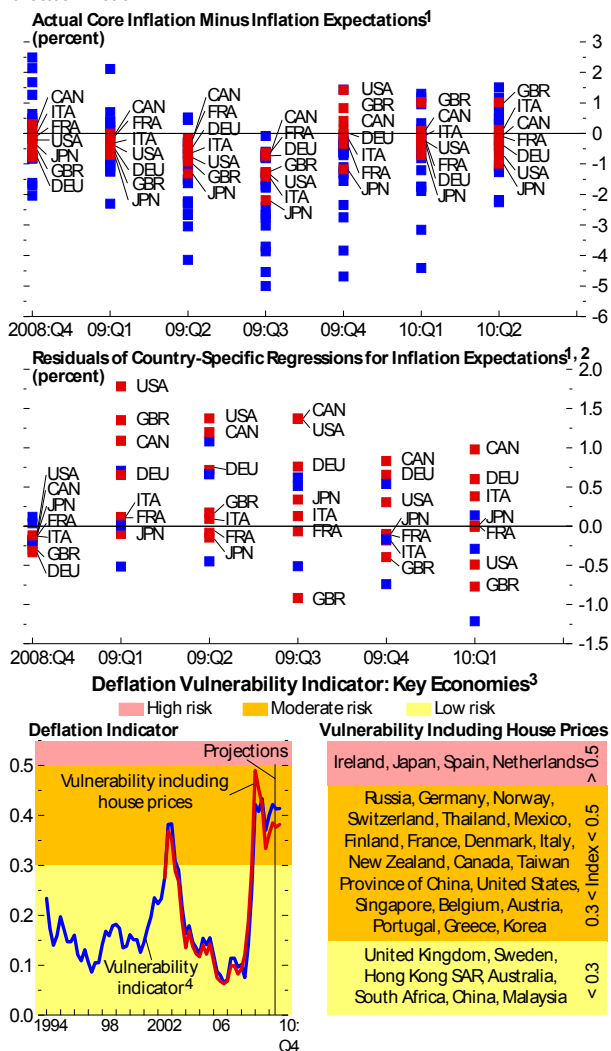 Actual Core Inflation Minus Inflation Expectations1
(percent)
3
2
1
0
-1
-2
-3
-4
-5
-6
CAN
ITA
FRA
USA
JPN
GBR
DEU
CAN
FRA
ITA
USA
DEU
GBR
JPN
CAN
FRA
DEU
ITA
USA
GBR
JPN
CAN
FRA
DEU
GBR
USA
ITA
JPN
USA
GBR
CAN
DEU
ITA
FRA
JPN
GBR
CAN
ITA
USA
FRA
DEU
JPN
GBR
ITA
CAN
FRA
DEU
USA
JPN
2008:Q4 09:Q1 09:Q2 09:Q3 09:Q4 10:Q1 10:Q2
Residuals of Country-Specific Regressions for Inflation Expectations1, 2
(percent)
2.0
1.5
1.0
0.5
0.0
-0.5
-1.0
-1.5
USA
CAN
JPN
FRA
ITA
GBR
DEU
USA
GBR
CAN
DEU
ITA
FRA
JPN
USA
CAN
DEU
GBR
ITA
FRA
JPN
CAN
USA
DEU
JPN
ITA
FRA
GBR
CAN
DEU
USA
JPN
FRA
ITA
GBR
CAN
DEU
ITA
JPN
FRA
USA
GBR
2008:Q4 09:Q1 09:Q2 09:Q3 09:Q4 10:Q1
Deflation Vulnerability Indicator: Key Economies3
High risk Moderate risk Low risk
Deflation Indicator
Projections
Vulnerability including
house prices
Vulnerability
indicator4
0.5
0.4
0.3
0.2
0.1
0.0
1994 98 2002 06 10:
Q4
Vulnerability Including House Prices
Ireland, Japan, Spain, Netherlands
> 0.5
Russia, Germany, Norway,
Switzerland, Thailand, Mexico,
Finland, France, Denmark, Italy,
New Zealand, Canada, Taiwan
Province of China, United States,
Singapore, Belgium, Austria,
Portugal, Greece, Korea
0.3 < Index < 0.5
United Kingdom, Sweden,
Hong Kong SAR, Australia,
South Africa, China, Malaysia
< 0.3